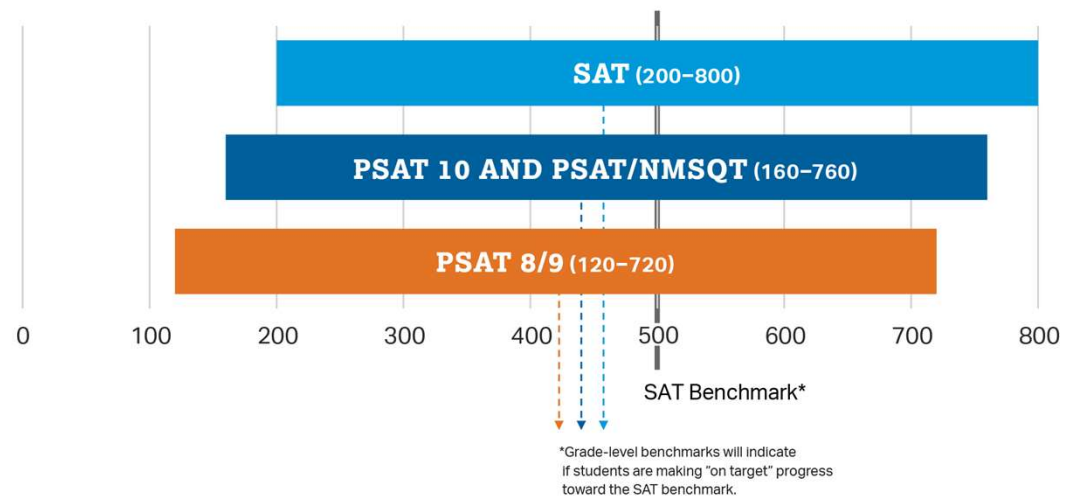 SAT (200–800)
PSAT 10 AND PSAT/NMSQT (160–760)
PSAT 8/9 (120–720)
0 100 200 300 400 500 600 700 800
SAT Benchmark*
*Grade-level benchmarks will indicate
if students are making "on target" progress
toward the SAT benchmark.